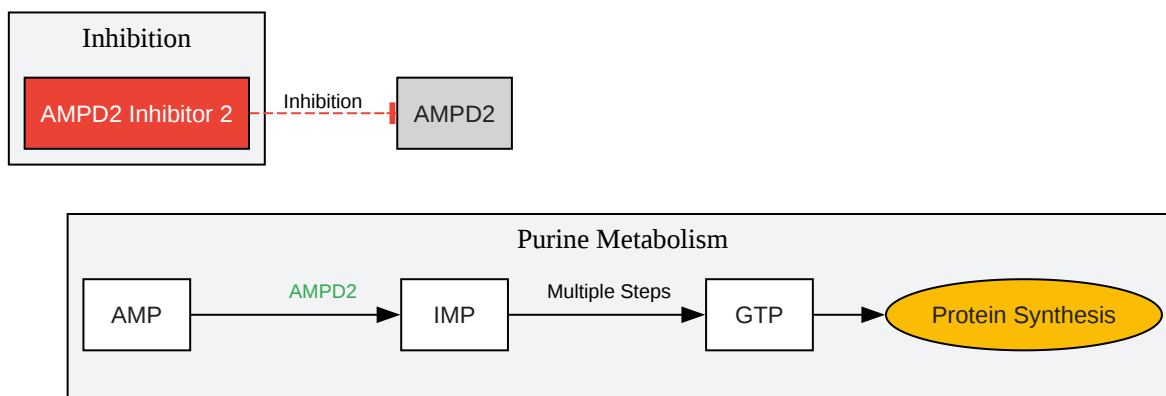 Inhibition
AMPD2 Inhibitor 2
Inhibition
AMPD2
Purine Metabolism
AMP
AMPD2
IMP
Multiple Steps
GTP
Protein Synthesis